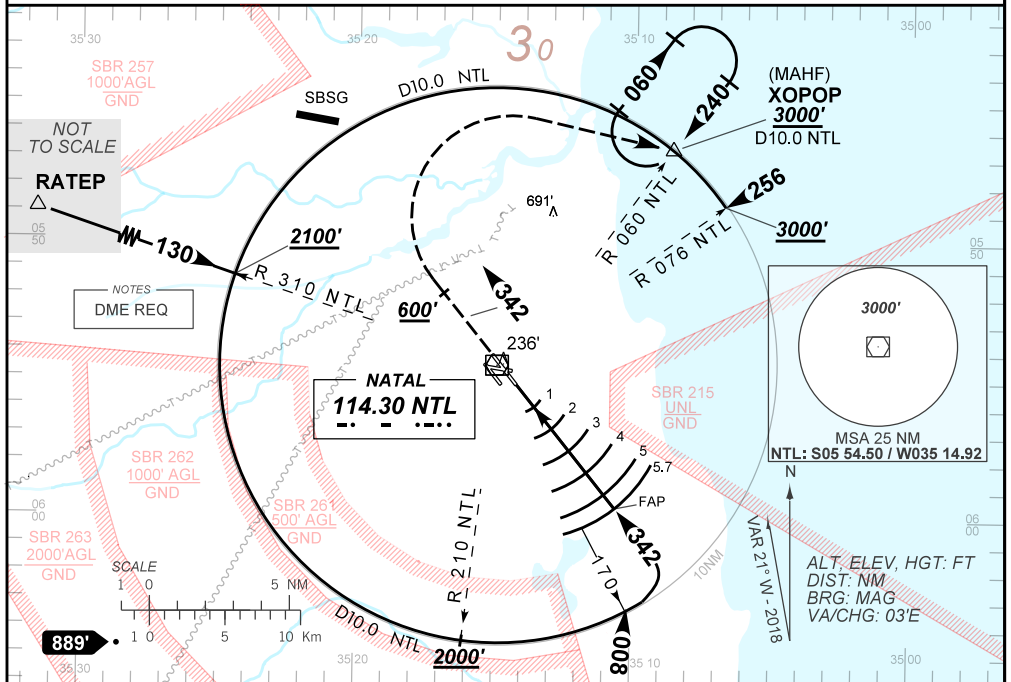 35 30
35 20
35 10
35 00
30
SBR 257
1000'AGL
GND
SBSG
D10.0 NTL
060
240
(MAHF)
XOPOP
3000'
D10.0 NTL
NOT
TO SCALE
RATEP
130
2100'
R 310 NTL
05
50
691'
R 060 NTL
R 076 NTL
256
3000'
05
50
NOTES
DME REQ
600'
342
236'
NATAL
114.30 NTL
1
2
3
4
5
5.7
FAP
SBR 215
UNL
GND
3000'
MSA 25 NM
NTL: S05 54.50 / W035 14.92
SBR 262
1000' AGL
GND
SBR 261
500' AGL
GND
SBR 263
2000'AGL
GND
06
00
06
00
R 210 NTL
342
170
008
10NM
N
VAR 21° W - 2018
ALT, ELEV, HGT: FT
DIST: NM
BRG: MAG
VA/CHG: 03'E
SCALE
1 0 5 NM
1 0 5 10 Km
D10.0 NTL
889'
2000'
35 30
35 20
35 10
35 00